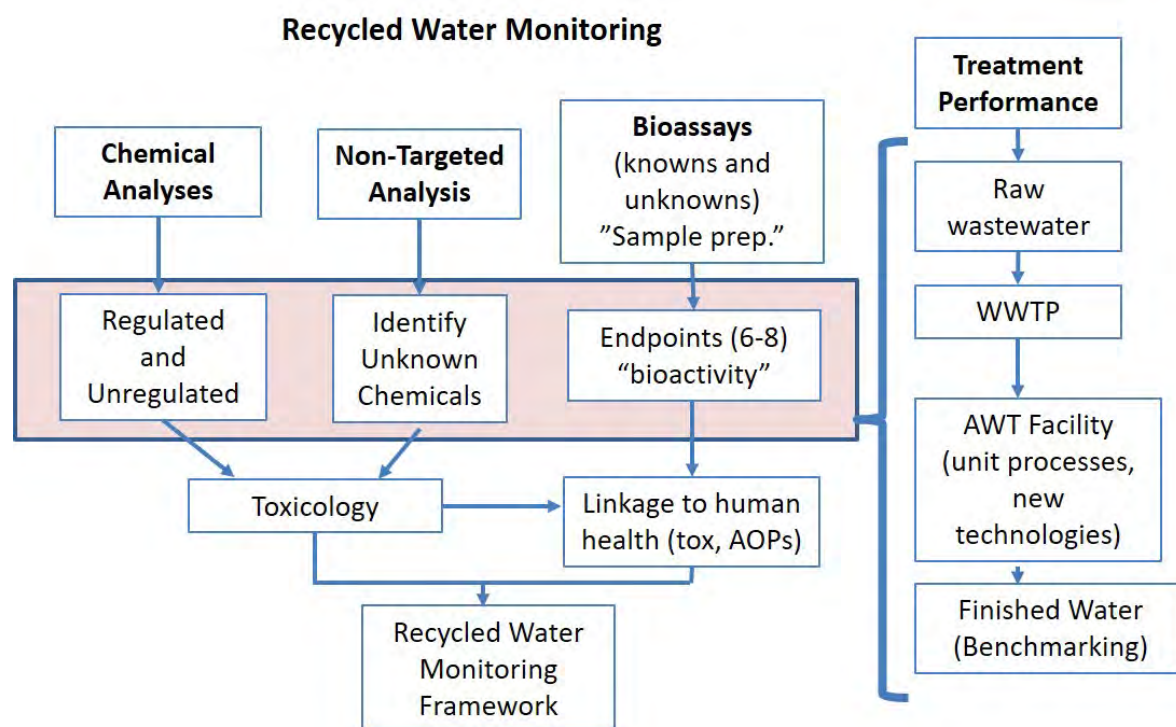 Recycled Water Monitoring
Chemical
Analyses
Non-Targeted
Analysis
Bioassays
(knowns and
unknowns)
”Sample prep.”
Regulated
and
Unregulated
Identify
Unknown
Chemicals
Endpoints (6-8)
“bioactivity”
Toxicology
Linkage to human
health (tox, AOPs)
Recycled Water
Monitoring
Framework
Treatment
Performance
Raw
wastewater
WWTP
AWT Facility
(unit processes,
new
technologies)
Finished Water
(Benchmarking)